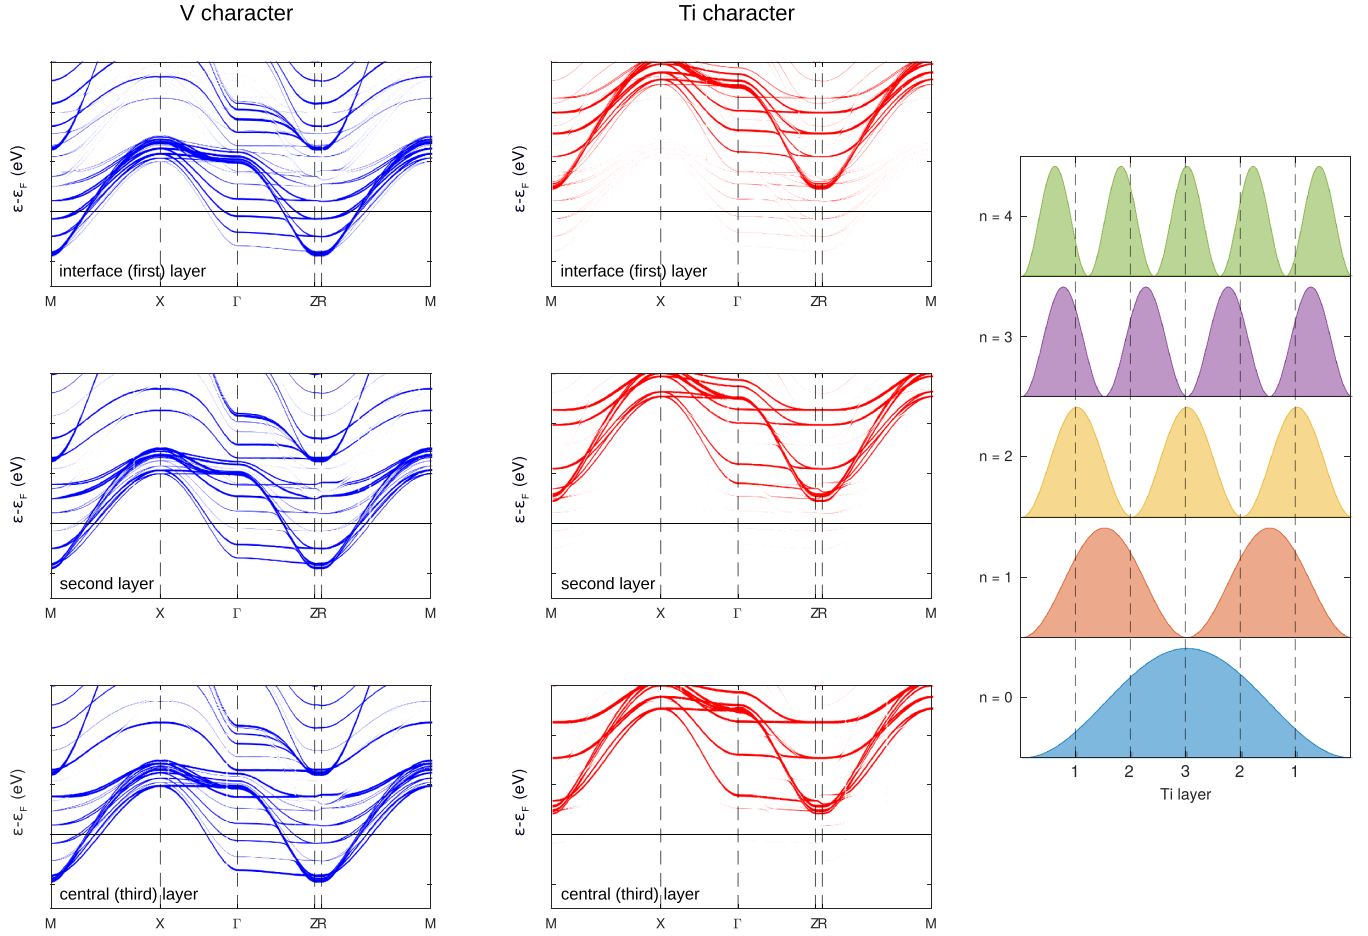 V character
Ti character
ε-ε_F (eV)
interface (first) layer
M X Γ Z R M
ε-ε_F (eV)
interface (first) layer
M X Γ Z R M
ε-ε_F (eV)
second layer
M X Γ Z R M
ε-ε_F (eV)
second layer
M X Γ Z R M
ε-ε_F (eV)
central (third) layer
M X Γ Z R M
ε-ε_F (eV)
central (third) layer
M X Γ Z R M
n = 4
n = 3
n = 2
n = 1
n = 0
1 2 3 2 1
Ti layer